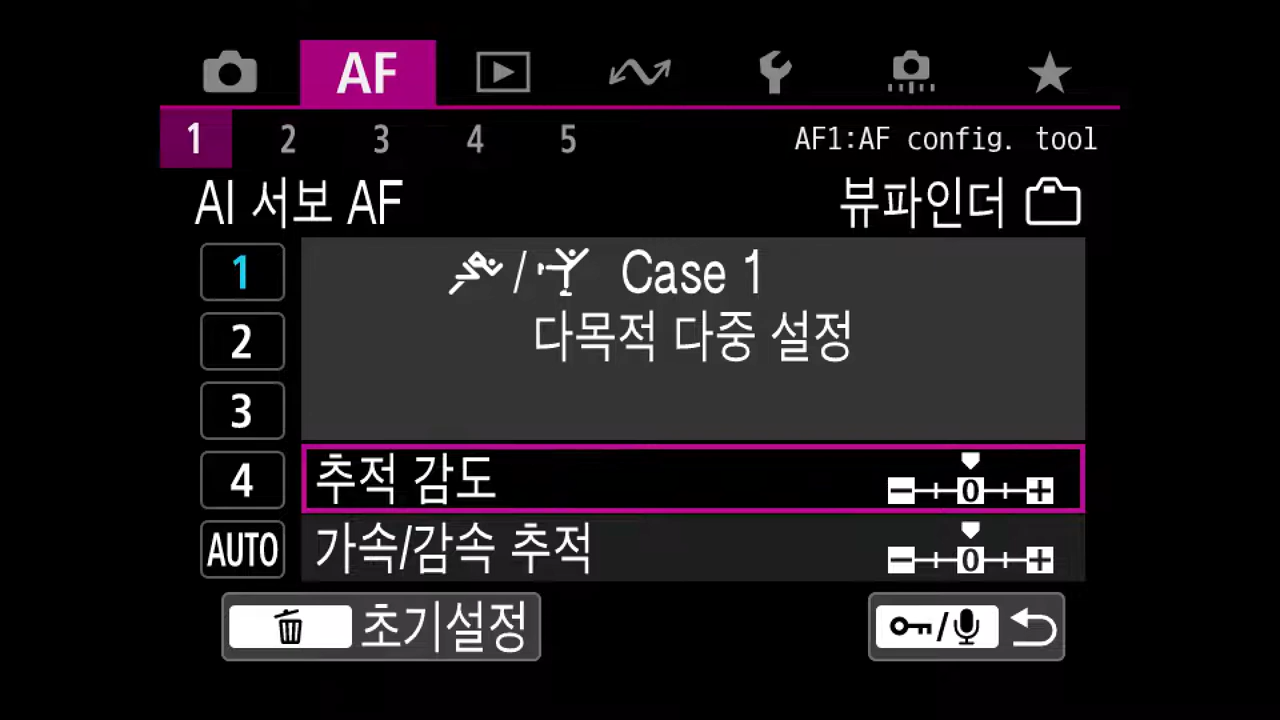 AF
1 2 3 4 5 AF1:AF config. tool
AI 서보 AF 뷰파인더
1 / Case 1
다목적 다중 설정
2
3
4 추적 감도 - 0 +
AUTO 가속/감속 추적 - 0 +
초기설정 /